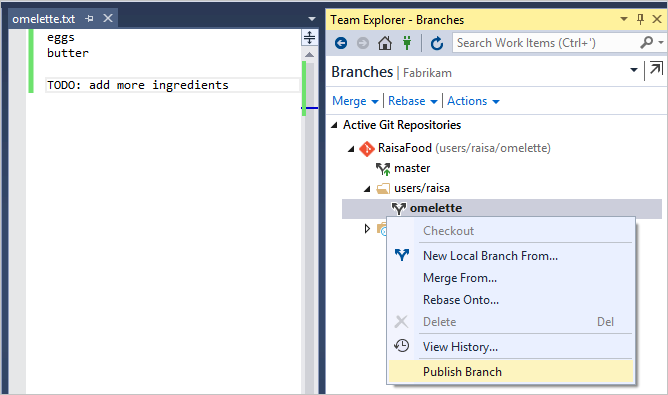 omelette.txt
eggs
butter
TODO: add more ingredients
Team Explorer - Branches
Search Work Items (Ctrl+')
Branches | Fabrikam
Merge Rebase Actions
Active Git Repositories
RaisaFood (users/raisa/omelette)
master
users/raisa
omelette
Checkout
New Local Branch From...
Merge From...
Rebase Onto...
Delete Del
View History...
Publish Branch